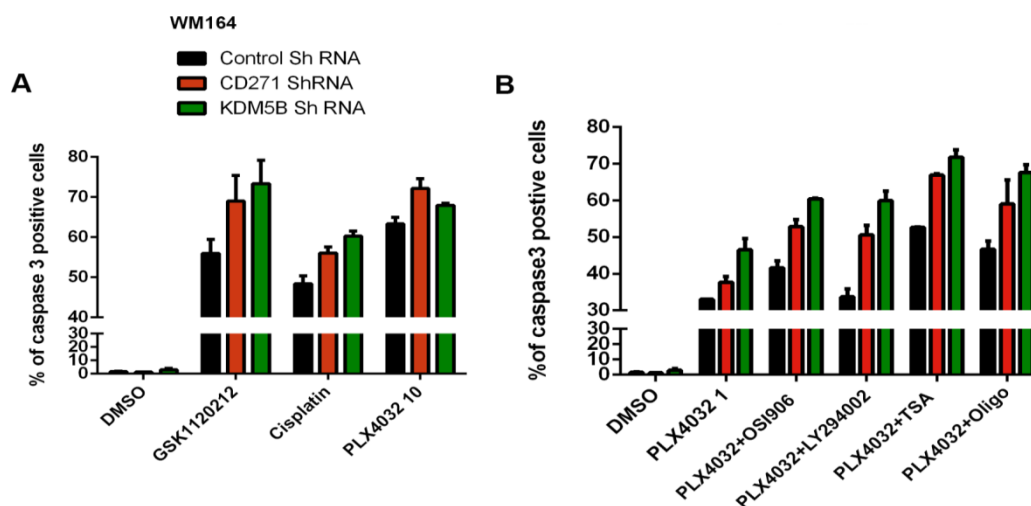 WM164
Control Sh RNA
CD271 ShRNA
KDM5B Sh RNA
A
% of caspase 3 positive cells
80
70
60
50
40
30
20
10
0
DMSO
GSK1120212
Cisplatin
PLX4032 10
B
%of caspase3 postive cells
80
70
60
50
40
30
30
20
10
0
DMSO
PLX4032 1
PLX4032+OSI906
PLX4032+LY294002
PLX4032+TSA
PLX4032+Oligo